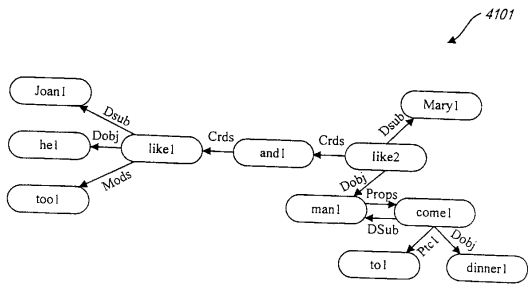 4101
Joan1
Mary1
Dsub
Dsub
he1
Dobj
like1
Crds
and1
Crds
like2
Mods
Dobj
too1
man1
Props
come1
DSub
Ptc1
Dobj
to1
dinner1